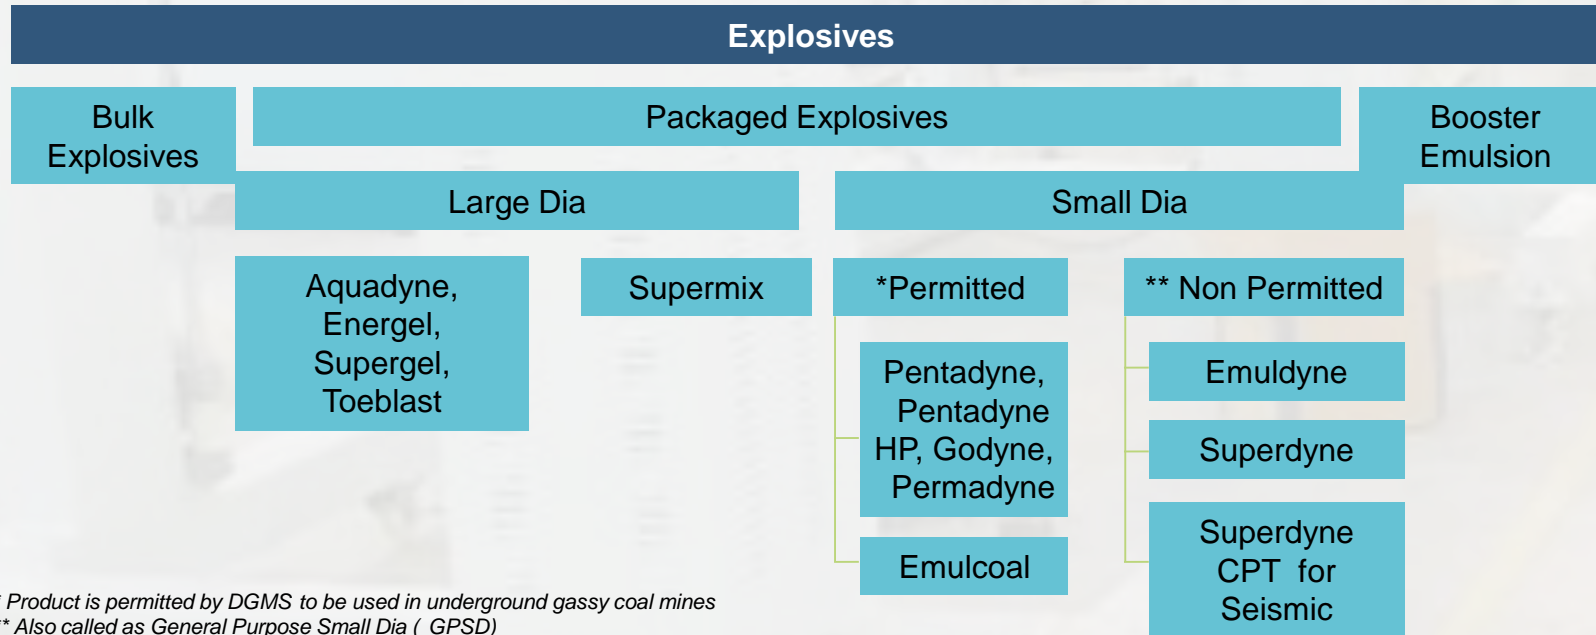 Explosives
Bulk
Explosives
Packaged Explosives
Booster
Emulsion
Large Dia
Small Dia
Aquadyne,
Energel,
Supergel,
Toeblast
Supermix
*Permitted
** Non Permitted
Pentadyne,
Pentadyne
HP, Godyne,
Permadyne
Emulcoal
Emuldyne
Superdyne
Superdyne
CPT for
Seismic
* Product is permitted by DGMS to be used in underground gassy coal mines
** Also called as General Purpose Small Dia ( GPSD)